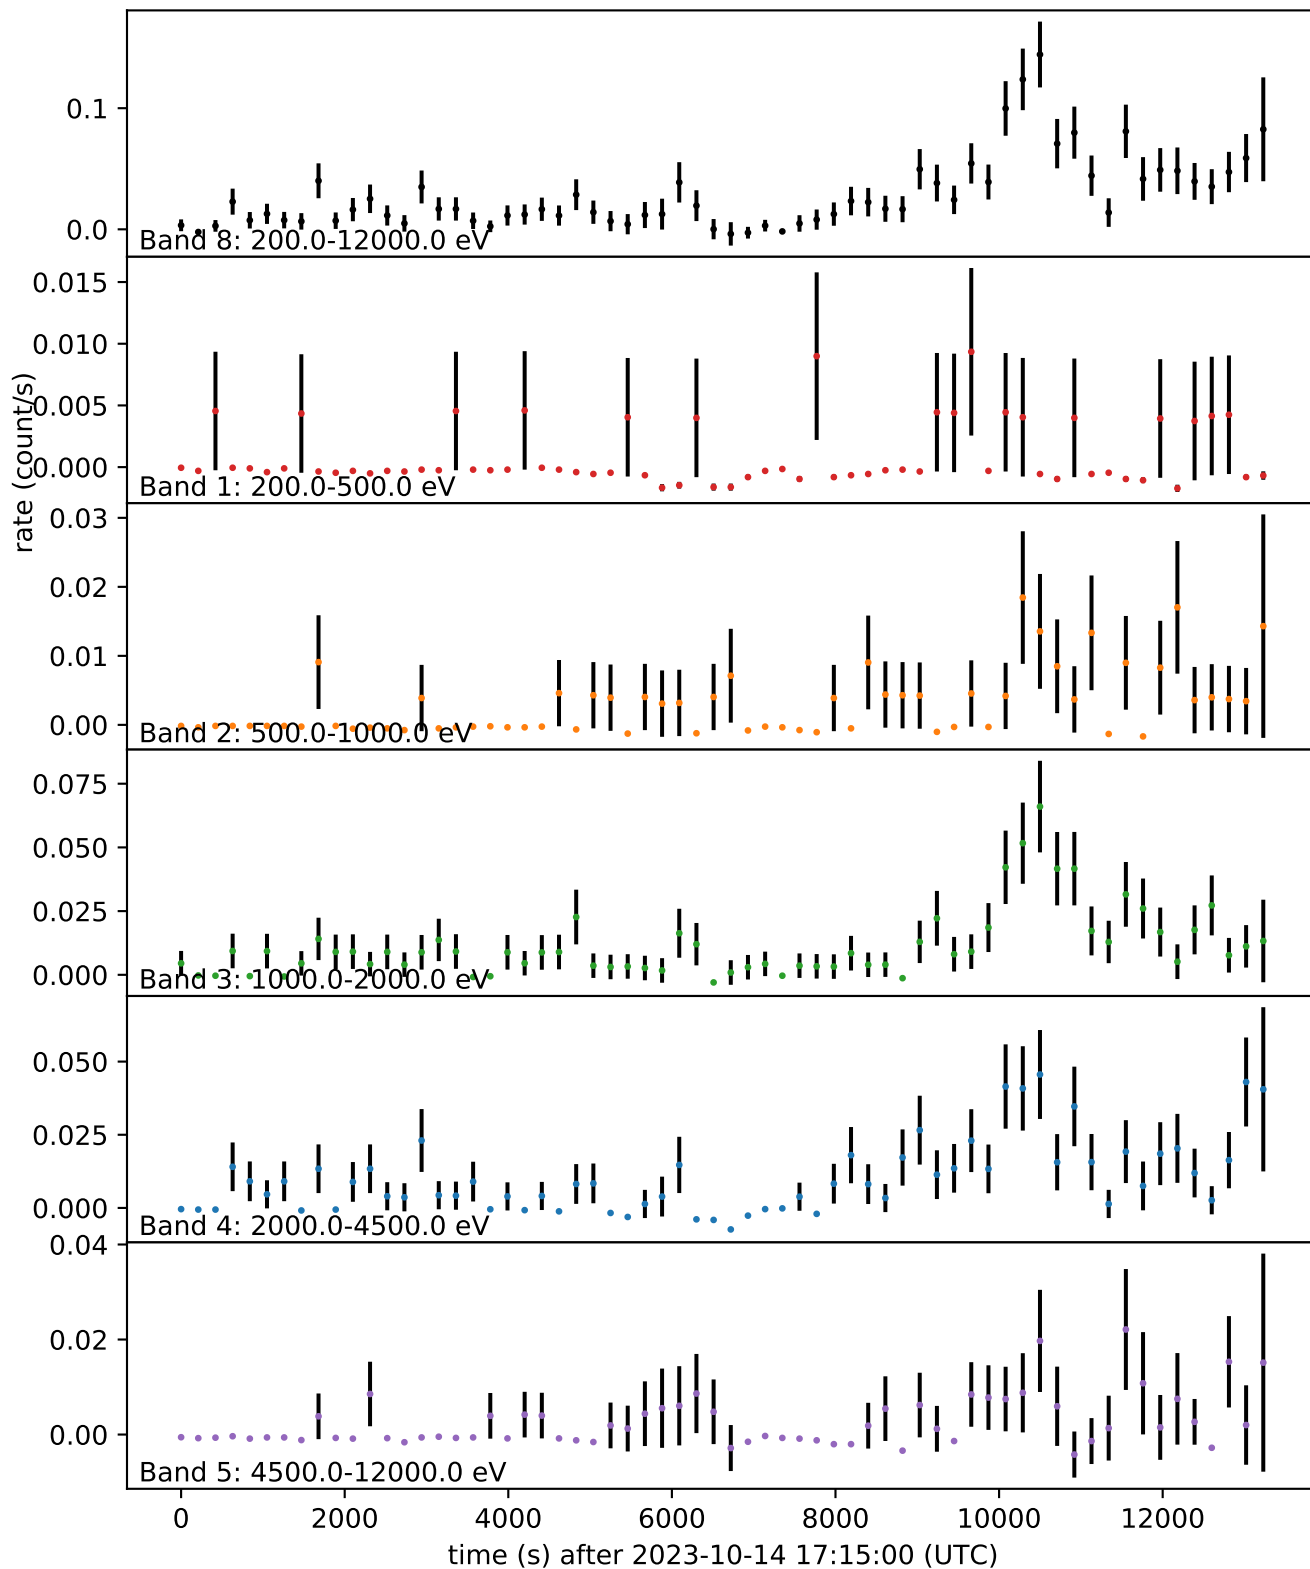 0.1
0.0
Band 8: 200.0-12000.0 eV
0.015
0.010
0.005
0.000
Band 1: 200.0-500.0 eV
rate (count/s)
0.03
0.02
0.01
0.00
Band 2: 500.0-1000.0 eV
0.075
0.050
0.025
0.000
Band 3: 1000.0-2000.0 eV
0.050
0.025
0.000
Band 4: 2000.0-4500.0 eV
0.04
0.02
0.00
Band 5: 4500.0-12000.0 eV
0 2000 4000 6000 8000 10000 12000
time (s) after 2023-10-14 17:15:00 (UTC)